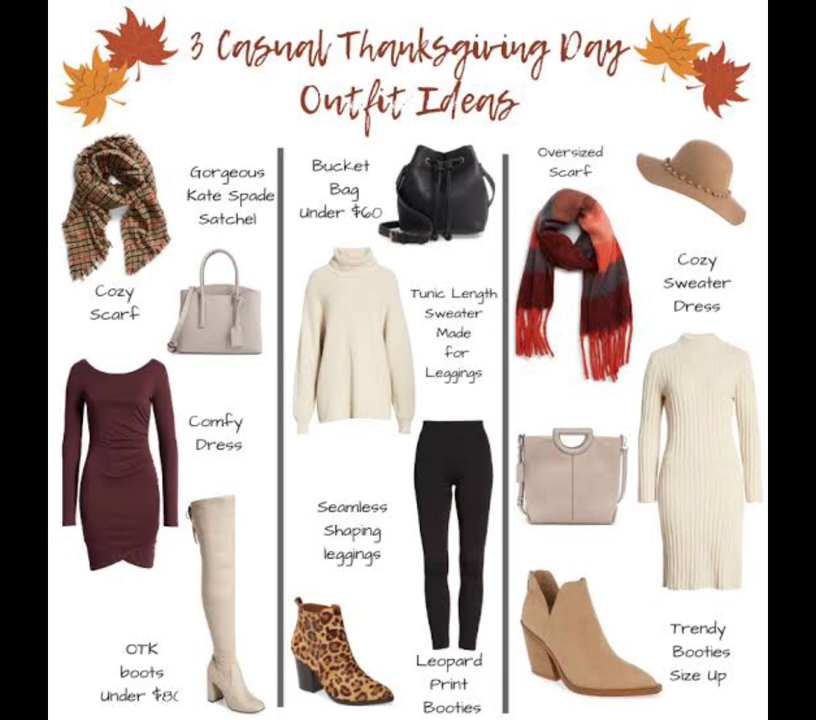 3 Casual Thanksgiving Day
Outfit Ideas
Gorgeous
Kate Spade
Satchel
Cozy
Scarf
Comfy
Dress
OTK
boots
Under $80
Bucket
Bag
Under $60
Tunic Length
Sweater
Made
for
Leggings
Seamless
Shaping
leggings
Leopard
Print
Booties
Oversized
Scarf
Cozy
Sweater
Dress
Trendy
Booties
Size Up